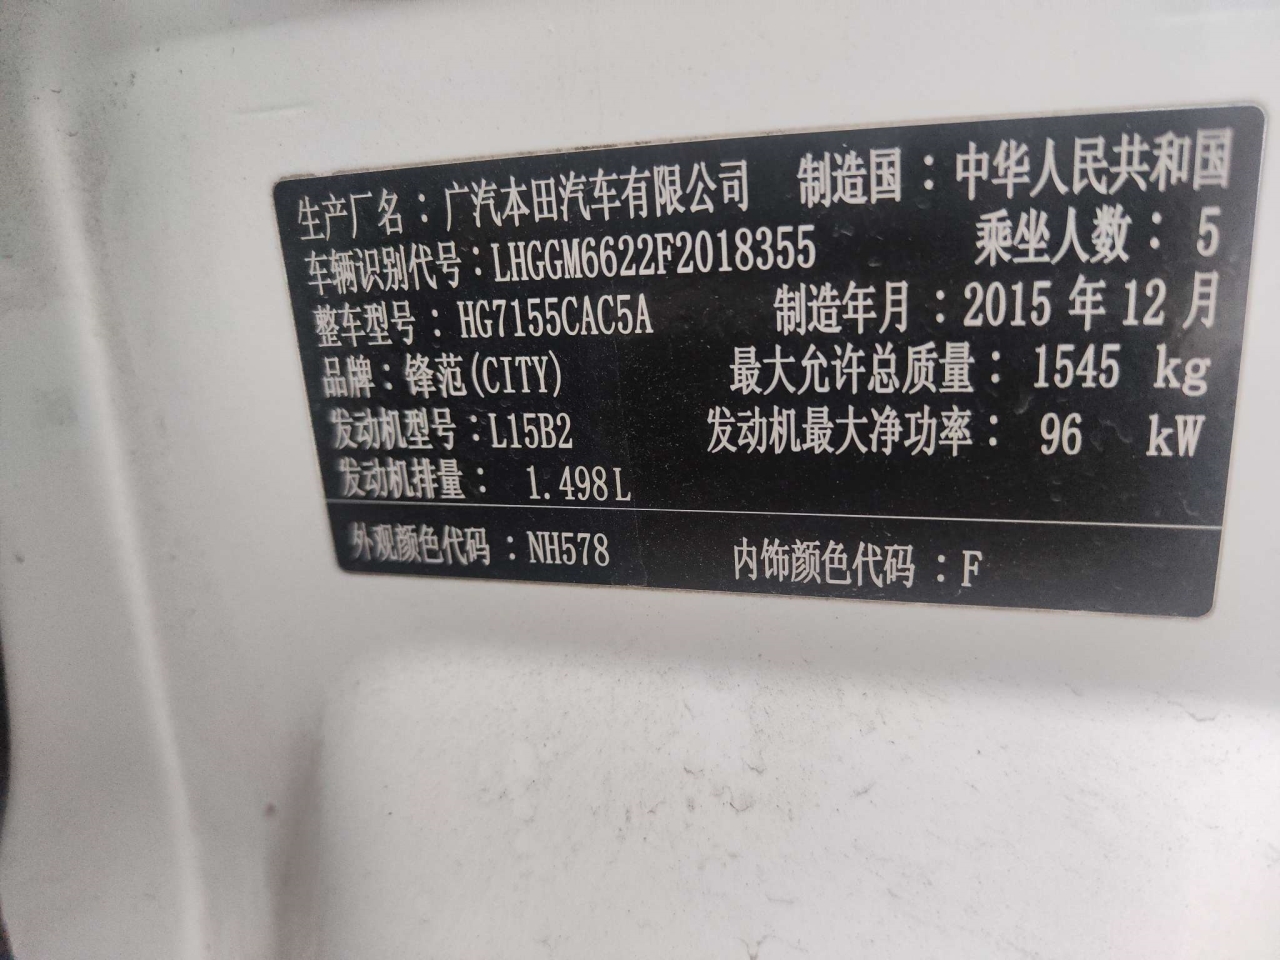 生产厂名：广汽本田汽车有限公司 制造国：中华人民共和国
车辆识别代号：LHGGM6622F2018355 乘坐人数：5
整车型号：HG7155CAC5A 制造年月：2015 年 12 月
品牌：锋范(CITY) 最大允许总质量：1545 kg
发动机型号：L15B2 发动机最大净功率：96 kW
发动机排量：1.498L
外观颜色代码：NH578 内饰颜色代码：F